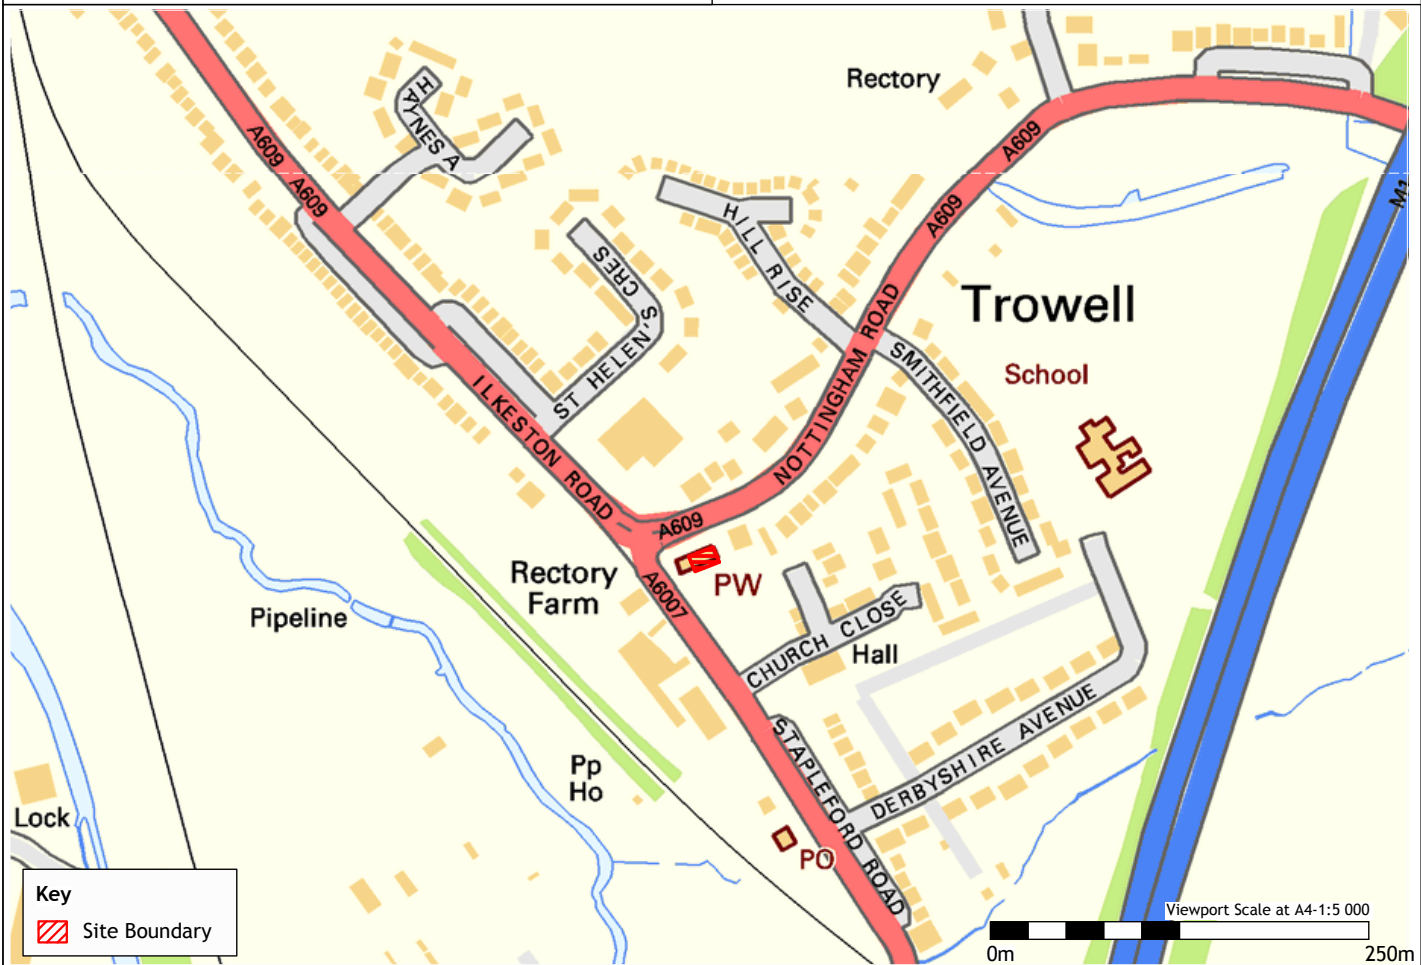 Rectory
A609
A609
HAYNES A
A609
A609
M1
HILL RISE
ST HELEN'S CRES
Trowell
School
SMITHFIELD AVENUE
NOTTINGHAM ROAD
ILKESTON ROAD
A609
Rectory
Farm
PW
A6007
Pipeline
CHURCH CLOSE
Hall
STAPLEFORD ROAD
DERBYSHIRE AVENUE
Pp
Ho
Lock
PO
Key
Site Boundary
Viewport Scale at A4-1:5 000
0m
250m